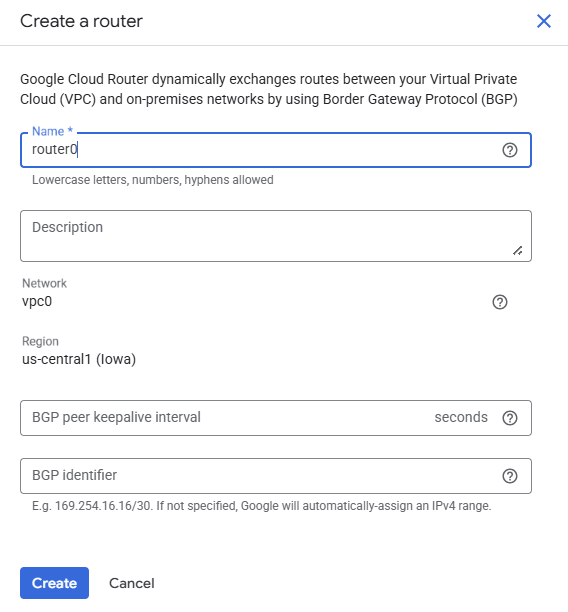 Create a router
Google Cloud Router dynamically exchanges routes between your Virtual Private
Cloud (VPC) and on-premises networks by using Border Gateway Protocol (BGP)
Name *
router0
Lowercase letters, numbers, hyphens allowed
Description
Network
vpc0
Region
us-central1 (Iowa)
BGP peer keepalive interval seconds
BGP identifier
E.g. 169.254.16.16/30. If not specified, Google will automatically-assign an IPv4 range.
Create Cancel